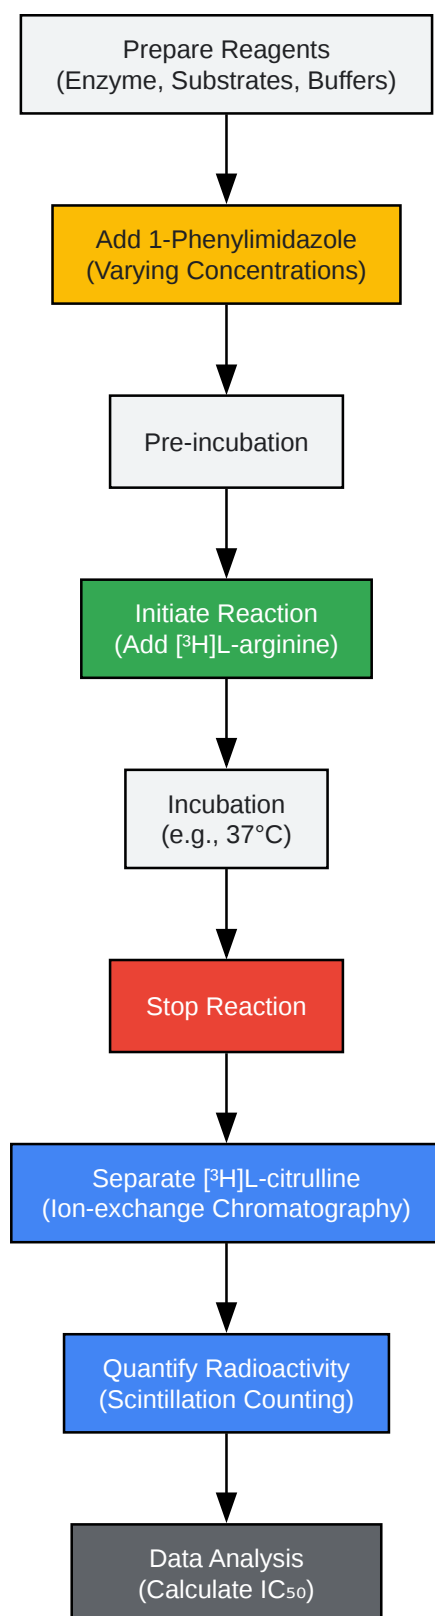 Prepare Reagents
(Enzyme, Substrates, Buffers)
Add 1-Phenylimidazole
(Varying Concentrations)
Pre-incubation
Initiate Reaction
(Add [³H]L-arginine)
Incubation
(e.g., 37°C)
Stop Reaction
Separate [³H]L-citrulline
(Ion-exchange Chromatography)
Quantify Radioactivity
(Scintillation Counting)
Data Analysis
(Calculate IC₅₀)